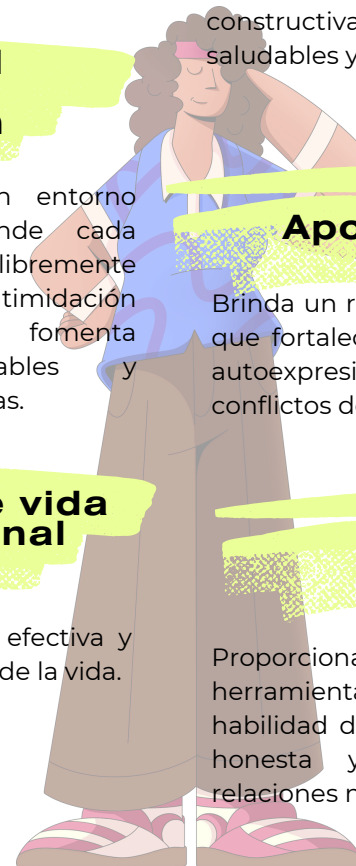 n entorno
nde cada
libremente
timidación
fomenta
ables y
as.
e vida
nal
efectiva y
de la vida.
constructiva
saludables y
Apo
Brinda un r
que fortalec
autoexpresi
conflictos d
Proporciona
herramienta
habilidad d
honesta y
relaciones